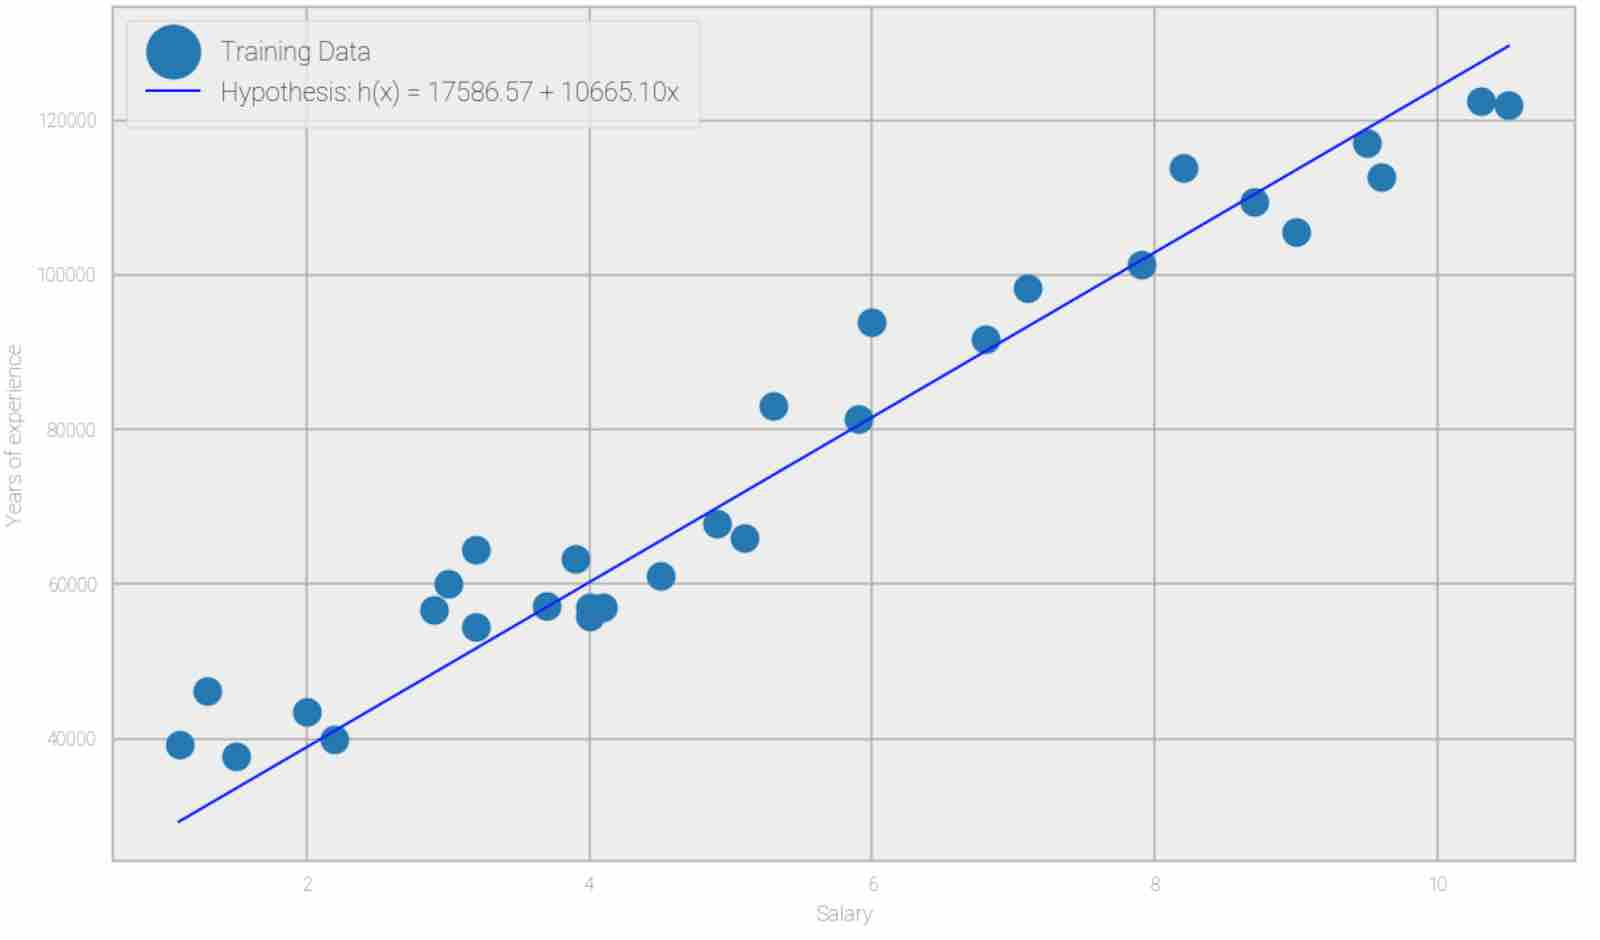 Training Data
Hypothesis: h(x) = 17586.57 + 10665.10x
120000
100000
80000
60000
40000
Years of experience
2
4
6
8
10
Salary